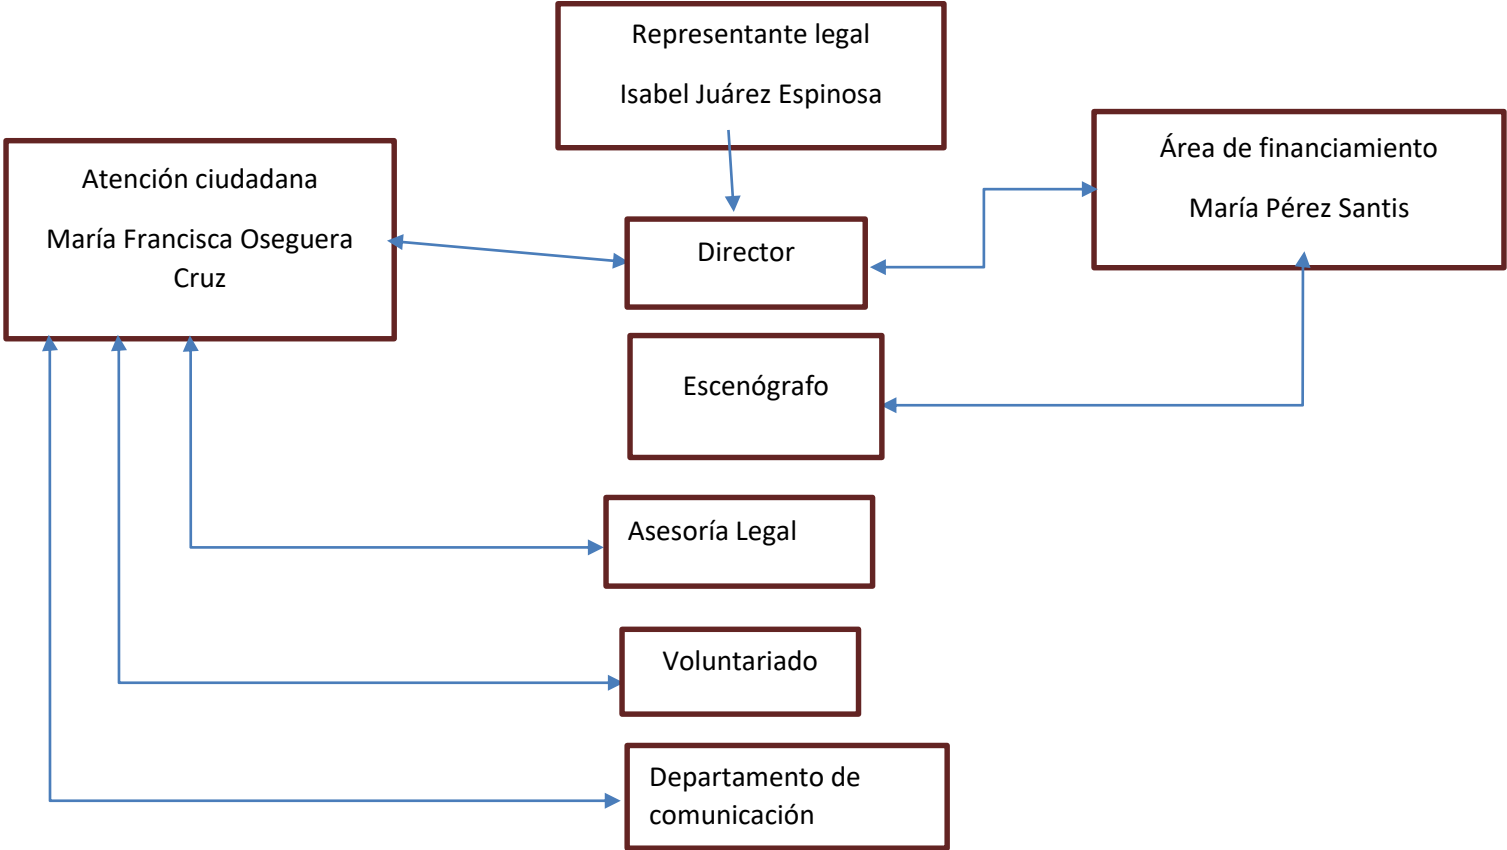 Representante legal
Isabel Juárez Espinosa
Área de financiamiento
María Pérez Santis
Atención ciudadana
María Francisca Oseguera
Cruz
Director
Escenógrafo
Asesoría Legal
Voluntariado
Departamento de
comunicación